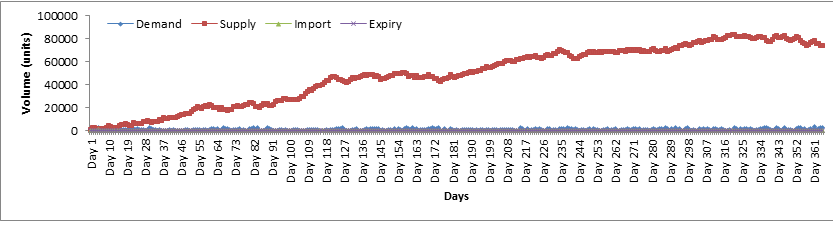 Demand Supply Import Expiry
Volume (units)
100000
80000
60000
40000
20000
0
Day 1 Day 10 Day 19 Day 28 Day 37 Day 46 Day 55 Day 64 Day 73 Day 82 Day 91 Day 100 Day 109 Day 118 Day 127 Day 136 Day 145 Day 154 Day 163 Day 172 Day 181 Day 190 Day 199 Day 208 Day 217 Day 226 Day 235 Day 244 Day 253 Day 262 Day 271 Day 280 Day 289 Day 298 Day 307 Day 316 Day 325 Day 334 Day 343 Day 352 Day 361
Days